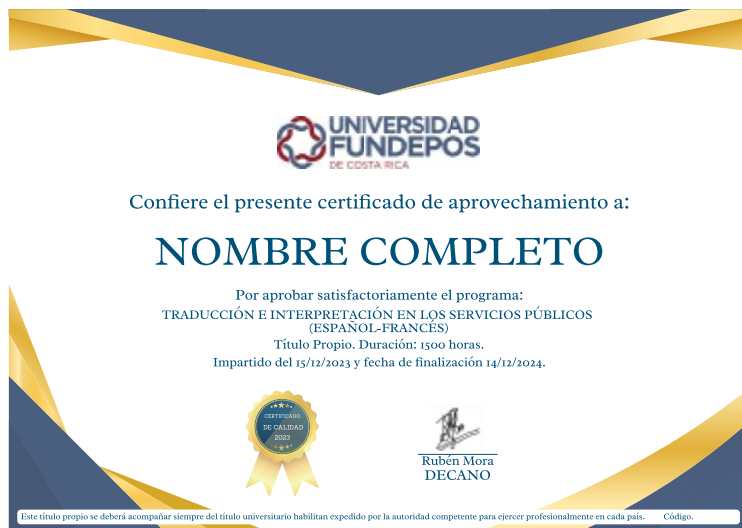 UNIVERSIDAD
FUNDEPOS
DE COSTA RICA
Confiere el presente certificado de aprovechamiento a:
NOMBRE COMPLETO
Por aprobar satisfactoriamente el programa:
TRADUCCIÓN E INTERPRETACIÓN EN LOS SERVICIOS PÚBLICOS
(ESPAÑOL-FRANCÉS)
Título Propio. Duración: 1500 horas.
Impartido del 15/12/2023 y fecha de finalización 14/12/2024.
CERTIFICADO
DE CALIDAD
2023
Rubén Mora
DECANO
Este título propio se deberá acompañar siempre del título universitario habilitan expedido por la autoridad competente para ejercer profesionalmente en cada país. Código.